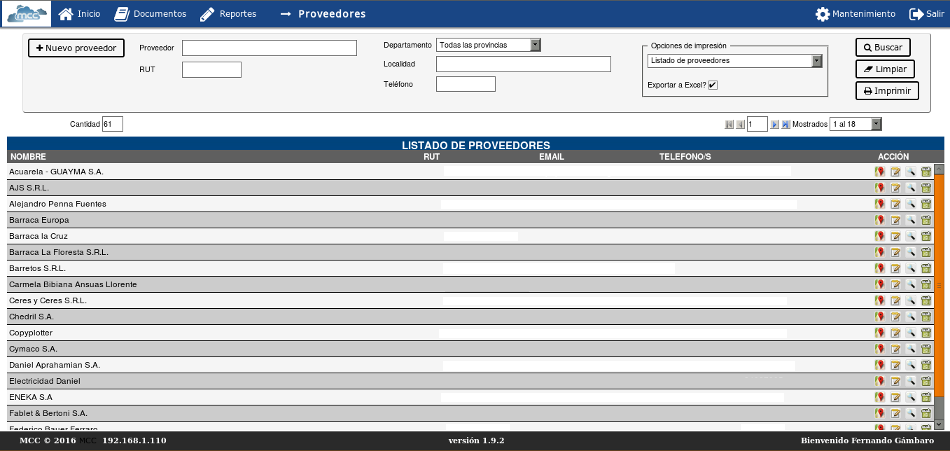 mcc Inicio Documentos Reportes → Proveedores Mantenimiento Salir
Nuevo proveedor
Proveedor
RUT
Departamento Todas las provincias
Localidad
Teléfono
Opciones de impresión
Listado de proveedores
Exportar a Excel?
Buscar
Limpiar
Imprimir
Cantidad 61
1 Mostrados 1 al 18
LISTADO DE PROVEEDORES
NOMBRE RUT EMAIL TELEFONO/S ACCIÓN
Acuarela - GUAYMA S.A.
AJS S.R.L.
Alejandro Penna Fuentes
Barraca Europa
Barraca la Cruz
Barraca La Floresta S.R.L.
Barretos S.R.L.
Carmela Bibiana Ansuas Llorente
Ceres y Ceres S.R.L.
Chedril S.A.
Copyplotter
Cymaco S.A.
Daniel Aprahamian S.A.
Electricidad Daniel
ENEKA S.A
Fablet & Bertoni S.A.
Federico Bauer Ferraro
MCC © 2016 MCC 192.168.1.110 versión 1.9.2 Bienvenido Fernando Gámbaro